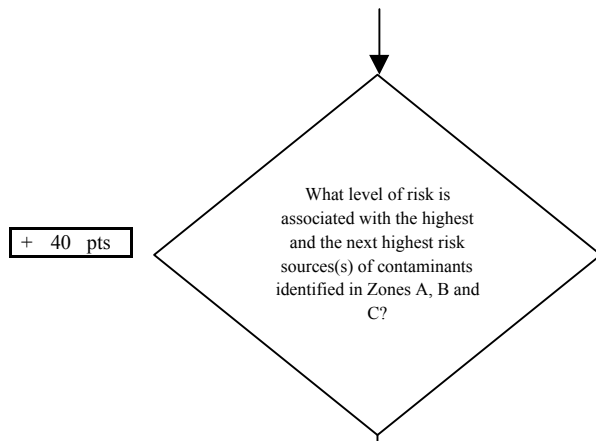 What level of risk is
associated with the highest
+ 40 pts
and the next highest risk
sources(s) of contaminants
identified in Zones A, B and
C?